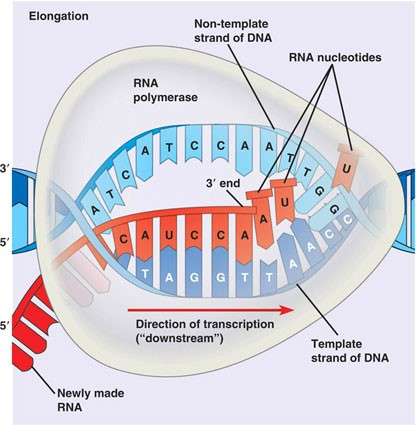 Elongation
Non-template
strand of DNA
RNA nucleotides
RNA
polymerase
A T C A T C C A A T T G G
U
3′
3′ end
C A U C C A A U
5′
T A G G T T A A C C
Direction of transcription
("downstream")
5′
Template
strand of DNA
Newly made
RNA